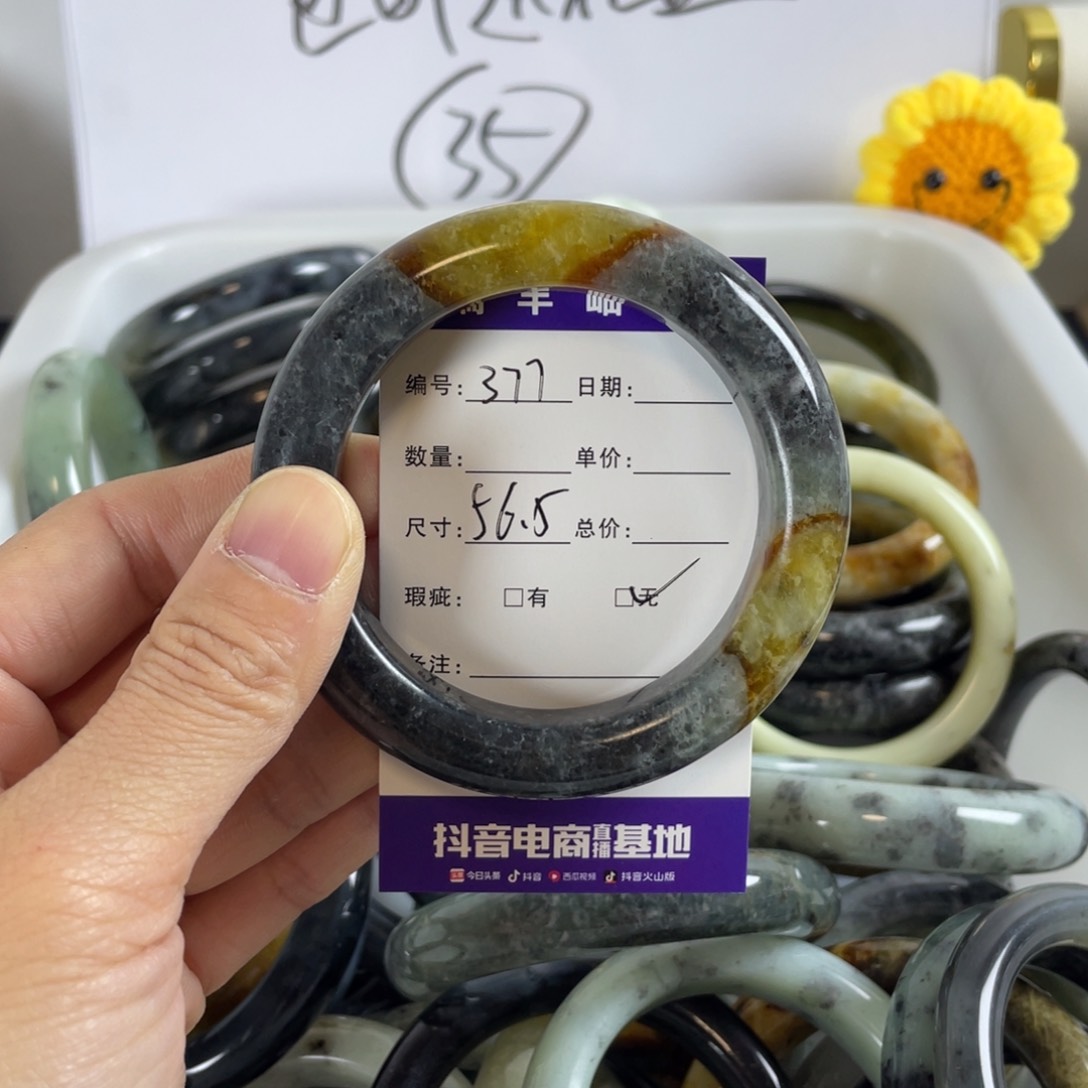 35
编号: 377 日期:
数量: 单价:
尺寸: 56.5 总价:
瑕疵: □有 □无
备注:
抖音电商直播基地
今日头条 抖音 西瓜视频 抖音火山版